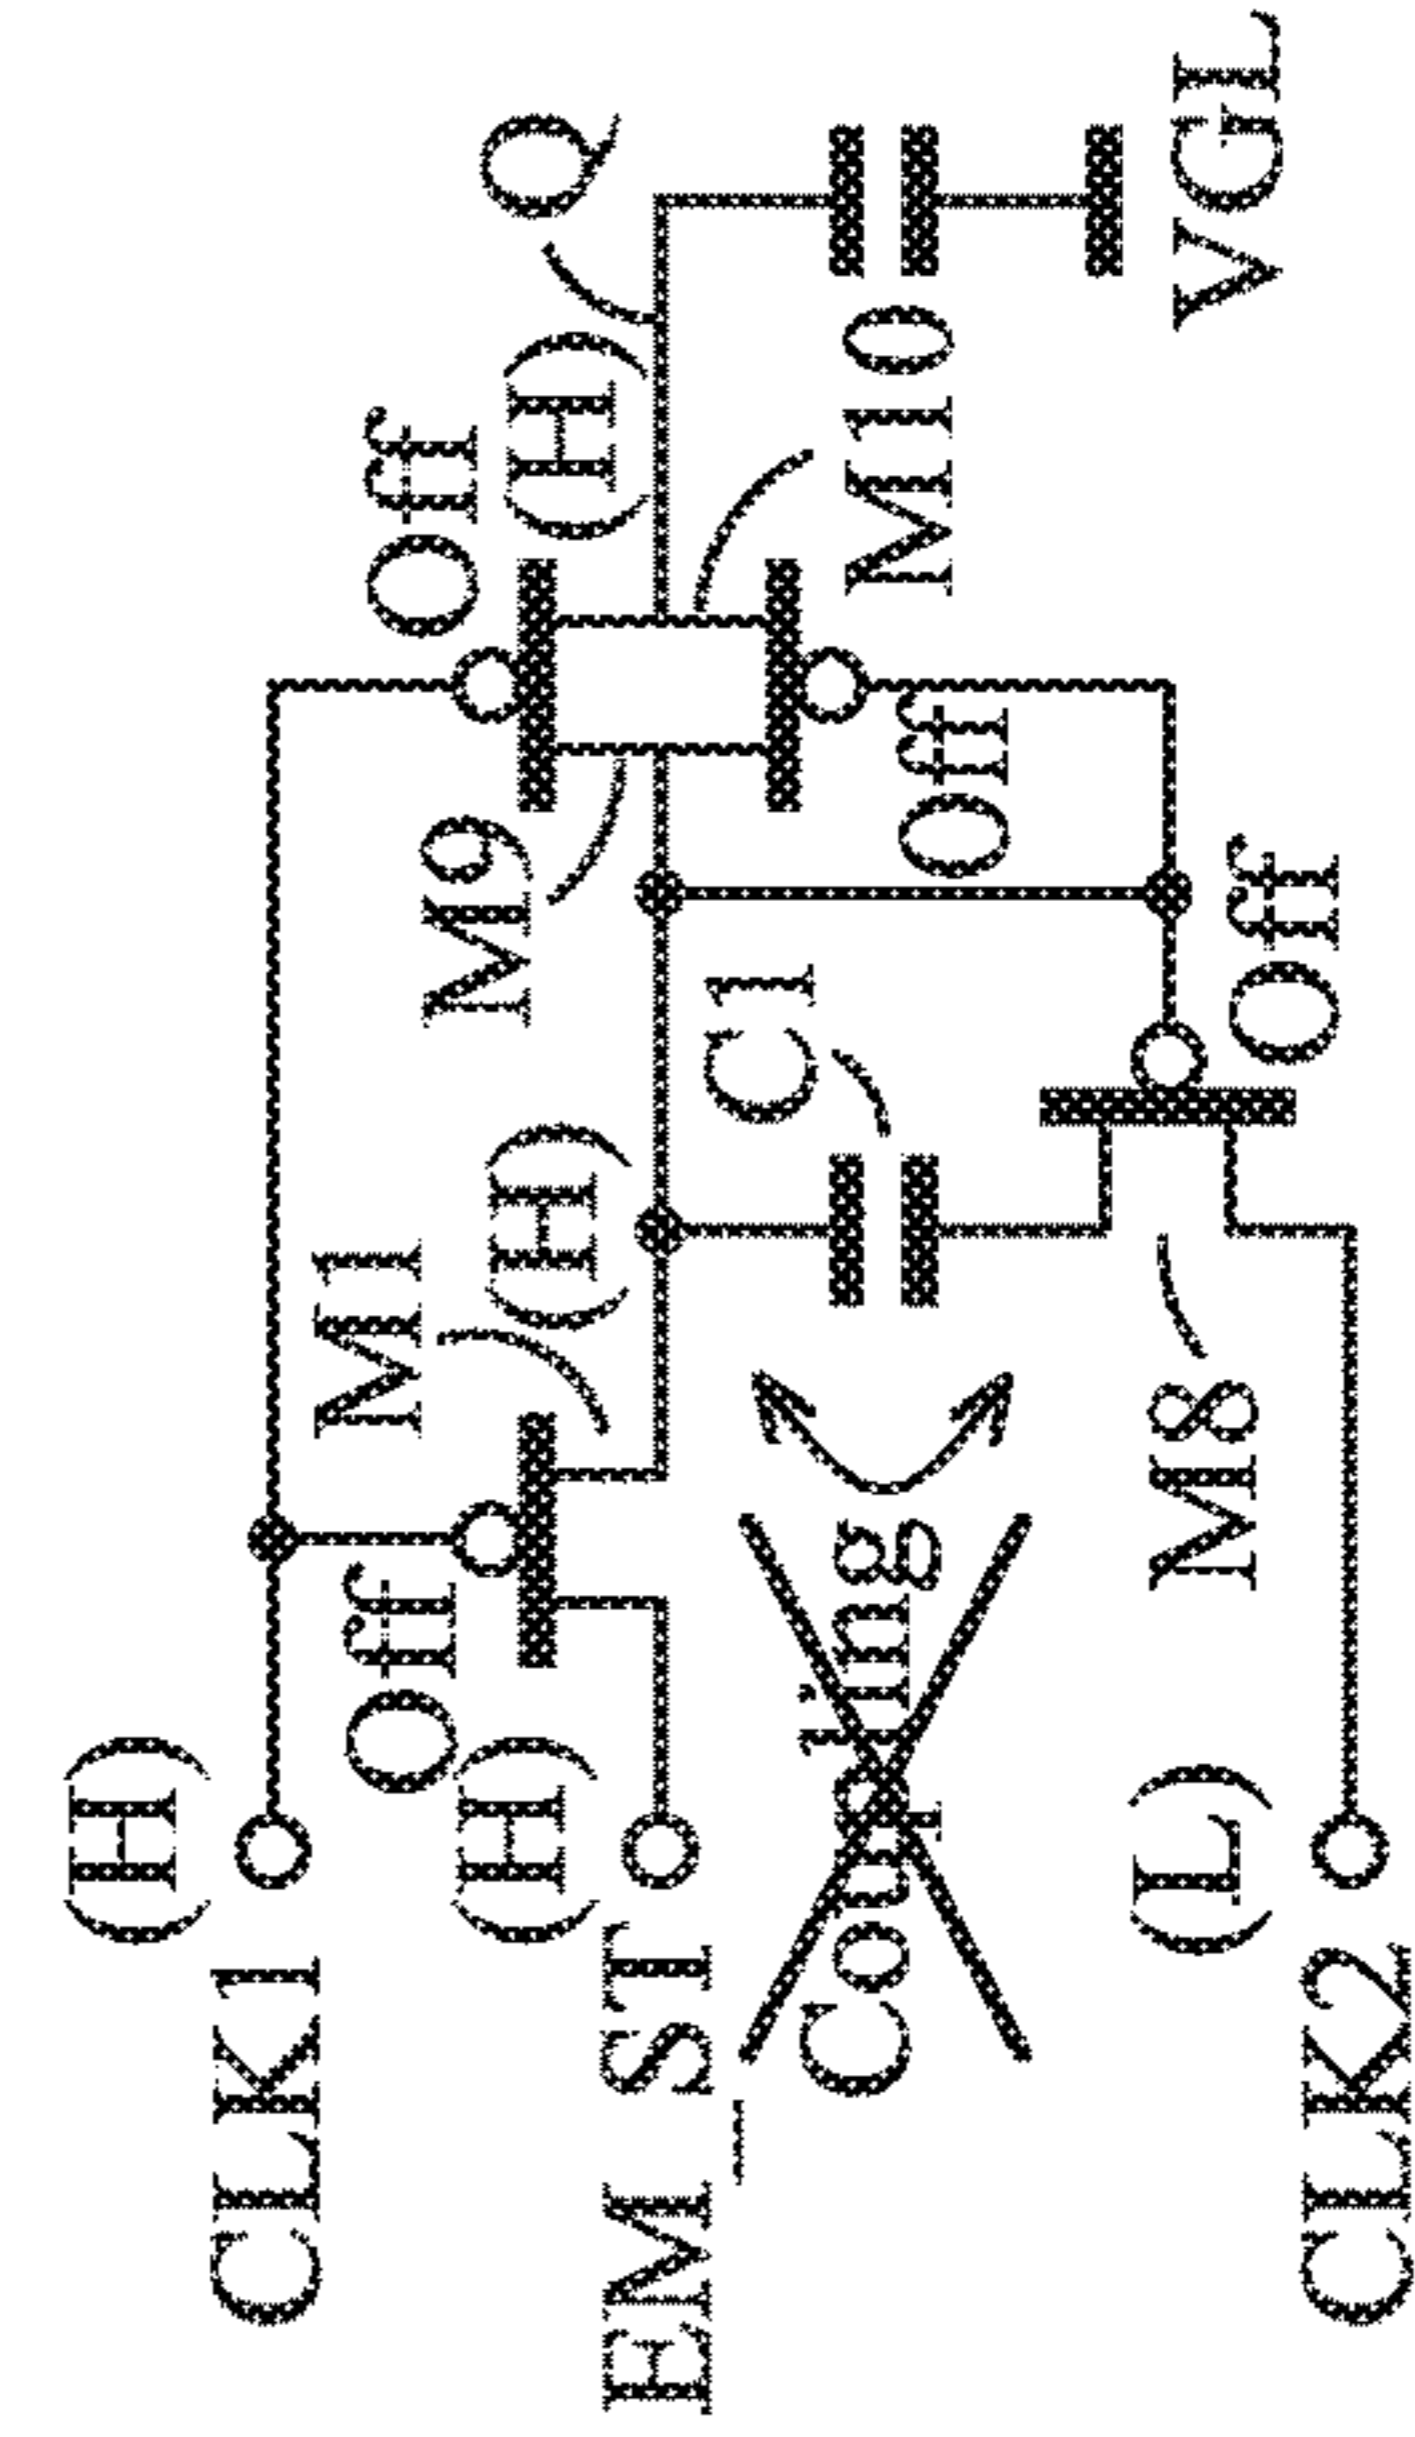 CLK1
(H)
Off
M1
EM_ST
(H)
(H)
M9
Off
(H)
Q
Coupling
C1
Off
M10
CLK2
(L)
M8
Off
VGL